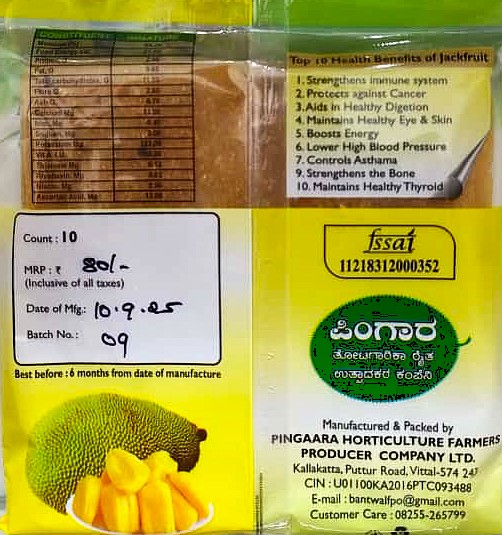 CONSTITUENT MINATURE
Fibre G.
Potassium Mg
Top 10 Health Benefits of Jackfruit
1. Strengthens immune system
2. Protects against Cancer
3.Aids in Healthy Digetion
4. Maintains Healthy Eye & Skin
5. Boosts Energy
6. Lower High Blood Pressure
7. Controls Asthama
9. Strengthens the Bone
10. Maintains Healthy Thyroid
Count : 10
MRP : ₹ 80/-
(Inclusive of all taxes)
Date of Mfg.: 10.9.25
Batch No.: 09
Best before : 6 months from date of manufacture
fssai
11218312000352
ಪಿಂಗಾರ
ತೋಟಗಾರಿಕಾ ರೈತ
ಉತ್ಪಾದಕರ ಕಂಪೆನಿ
Manufactured & Packed by
PINGAARA HORTICULTURE FARMERS
PRODUCER COMPANY LTD.
Kallakatta, Puttur Road, Vittal-574
CIN : U01100KA2016PTC093488
E-mail : bantwalfpo@gmail.com
Customer Care : 08255-265799